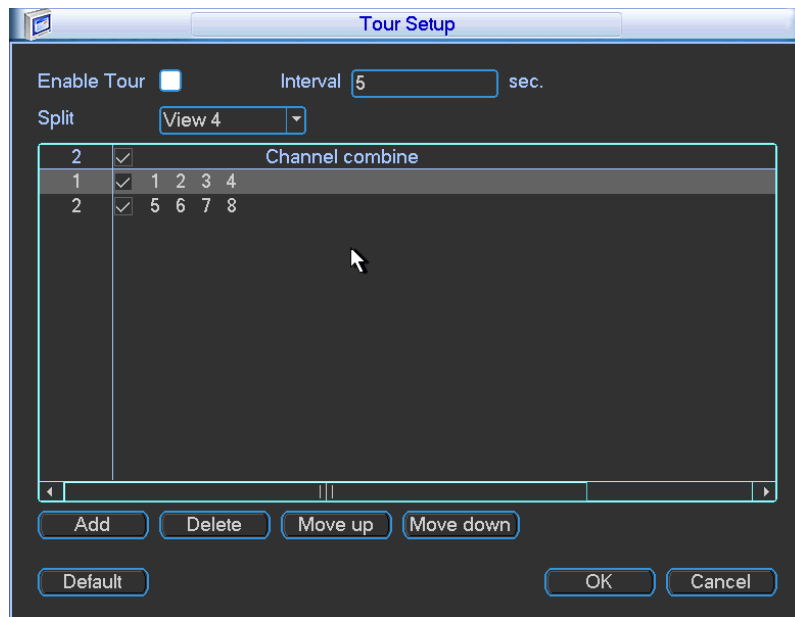 Tour Setup
Enable Tour Interval 5 sec.
Split View 4
2 Channel combine
1 1 2 3 4
2 5 6 7 8
Add Delete Move up Move down
Default OK Cancel